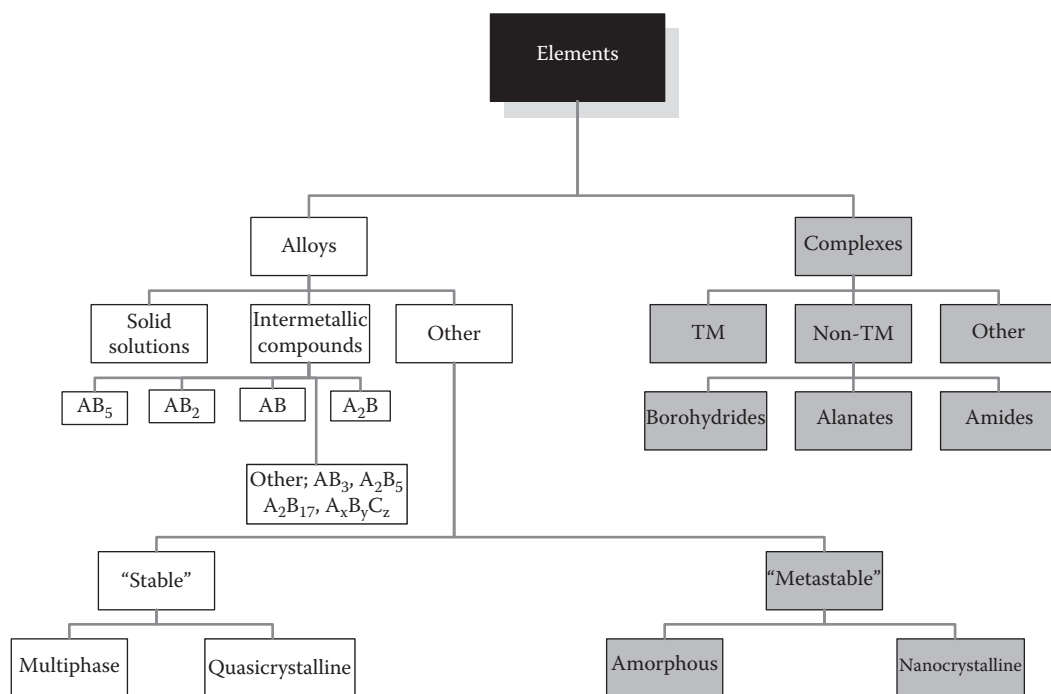 Elements
Alloys
Complexes
Solid
solutions
Intermetallic
compounds
Other
TM
Non-TM
Other
AB₅
AB₂
AB
A₂B
Borohydrides
Alanates
Amides
Other; AB₃, A₂B₅
A₂B₁₇, AₓBᵧC_z
“Stable”
“Metastable”
Multiphase
Quasicrystalline
Amorphous
Nanocrystalline